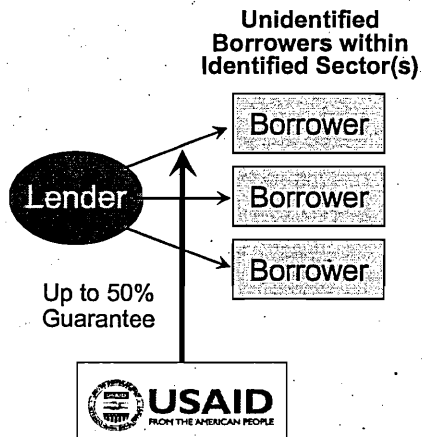 Unidentified
Borrowers within
Identified Sector(s)
Borrower
Lender
Borrower
Borrower
Up to 50%
Guarantee
USAID
FROM THE AMERICAN PEOPLE